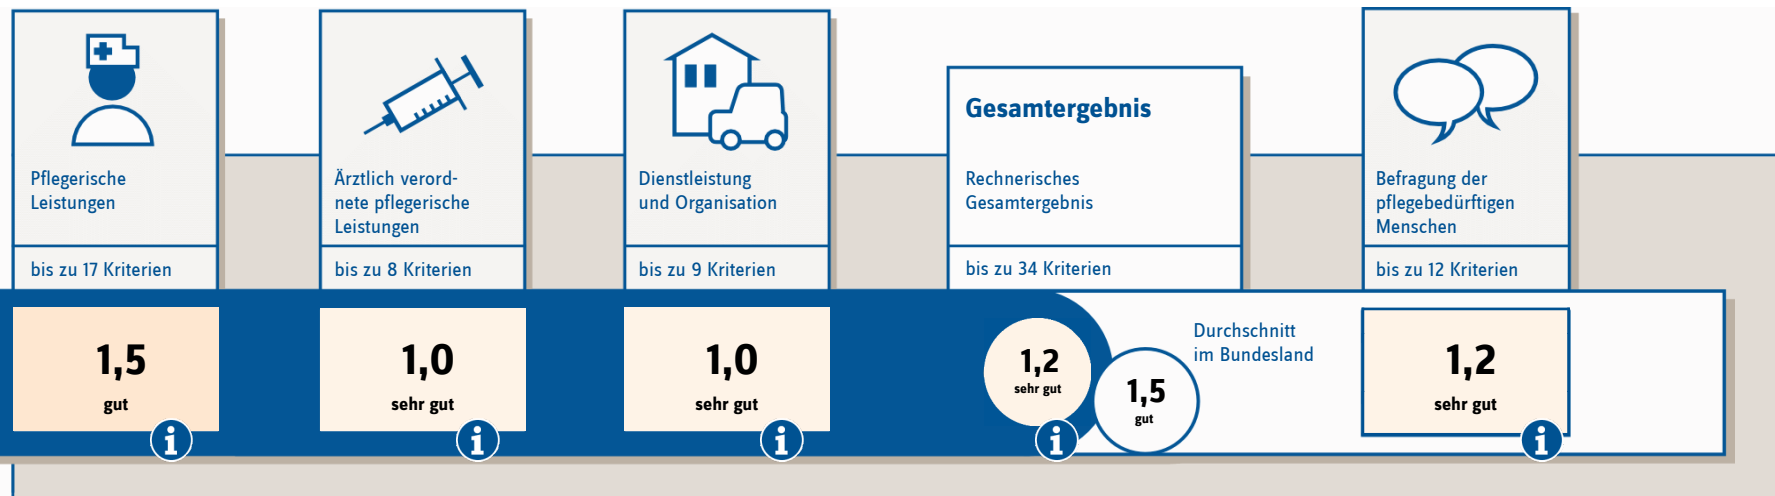 Pflegerische
Leistungen
bis zu 17 Kriterien
1,5
gut
i
Ärztlich verord-
nete pflegerische
Leistungen
bis zu 8 Kriterien
1,0
sehr gut
i
Dienstleistung
und Organisation
bis zu 9 Kriterien
1,0
sehr gut
i
Gesamtergebnis
Rechnerisches
Gesamtergebnis
bis zu 34 Kriterien
1,2
sehr gut
i
1,5
gut
Durchschnitt
im Bundesland
Befragung der
pflegebedürftigen
Menschen
bis zu 12 Kriterien
1,2
sehr gut
i